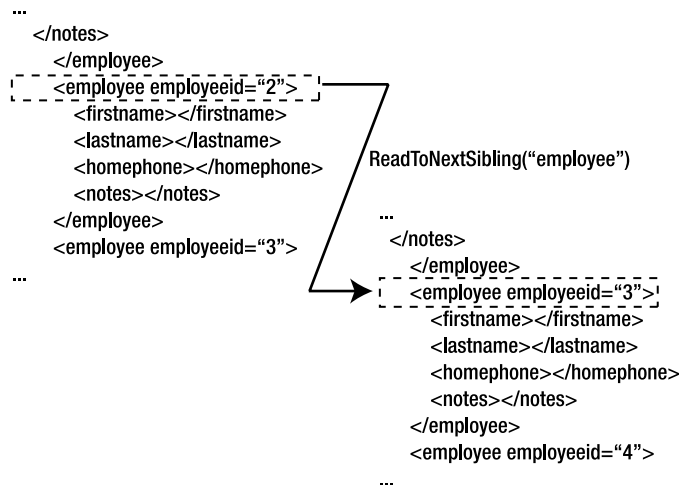 ...
</notes>
</employee>
<employee employeeid=“2”>
<firstname></firstname>
<lastname></lastname>
<homephone></homephone>
<notes></notes>
</employee>
<employee employeeid=“3”>
...
ReadToNextSibling(“employee”)
...
</notes>
</employee>
<employee employeeid=“3”>
<firstname></firstname>
<lastname></lastname>
<homephone></homephone>
<notes></notes>
</employee>
<employee employeeid=“4”>
...